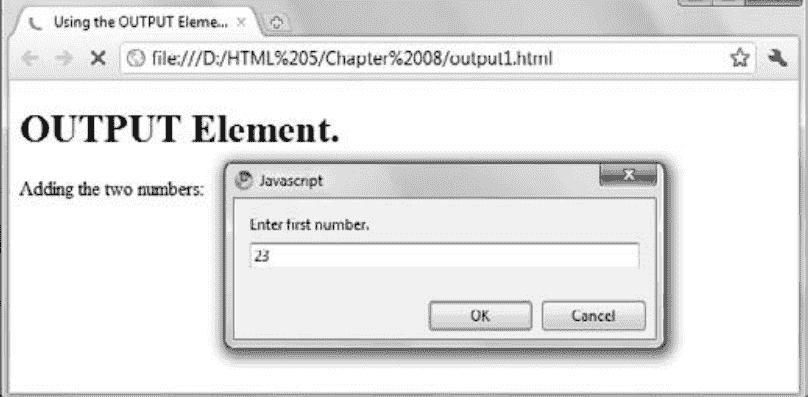 Using the OUTPUT Eleme...
file:///D:/HTML%205/Chapter%2008/output1.html
OUTPUT Element.
Adding the two numbers:
Javascript
Enter first number.
23
OK Cancel